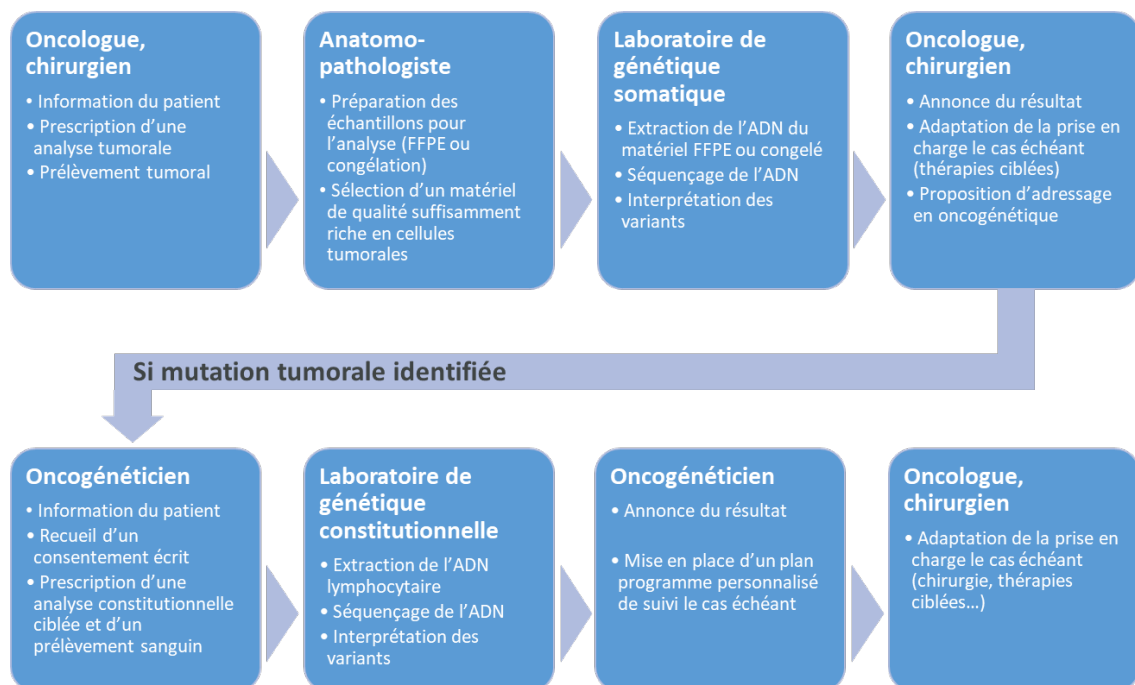 Oncologue,
chirurgien
• Information du patient
• Prescription d'une
analyse tumorale
• Prélèvement tumoral
Anatomo-
pathologiste
• Préparation des
échantillons pour
l'analyse (FFPE ou
congélation)
• Sélection d'un matériel
de qualité suffisamment
riche en cellules
tumorales
Laboratoire de
génétique
somatique
• Extraction de l'ADN du
matériel FFPE ou congelé
• Séquençage de l'ADN
• Interprétation des
variants
Oncologue,
chirurgien
• Annonce du résultat
• Adaptation de la prise en
charge le cas échéant
(thérapies ciblées)
• Proposition d'adressage
en oncogénétique
Si mutation tumorale identifiée
Oncogénéticien
• Information du patient
• Recueil d'un
consentement écrit
• Prescription d'une
analyse constitutionnelle
ciblée et d'un
prélèvement sanguin
Laboratoire de
génétique
constitutionnelle
• Extraction de l'ADN
lymphocytaire
• Séquençage de l'ADN
• Interprétation des
variants
Oncogénéticien
• Annonce du résultat
• Mise en place d'un plan
programme personnalisé
de suivi le cas échéant
Oncologue,
chirurgien
• Adaptation de la prise en
charge le cas échéant
(chirurgie, thérapies
ciblées...)